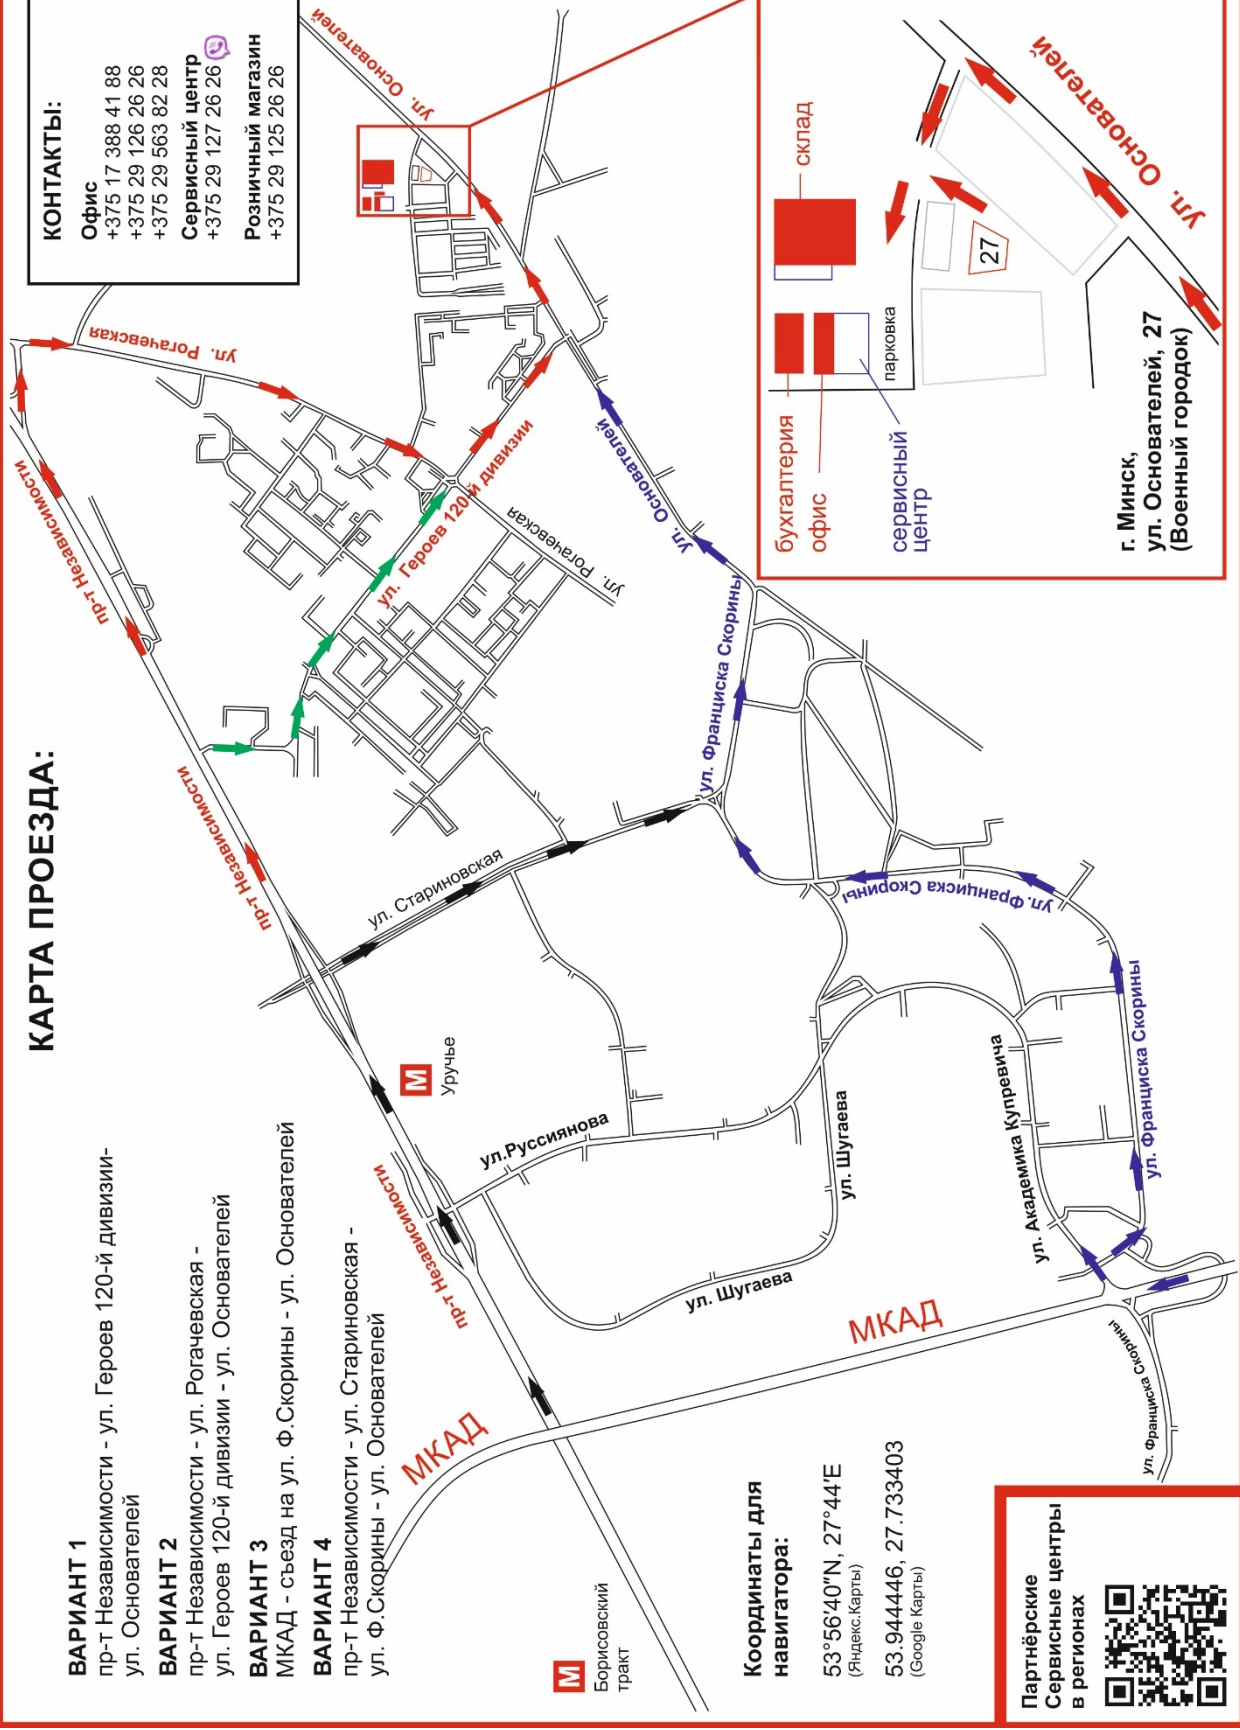 КАРТА ПРОЕЗДА:
ВАРИАНТ 1
пр-т Независимости - ул. Героев 120-й дивизии-
ул. Основателей
ВАРИАНТ 2
пр-т Независимости - ул. Рогачевская -
ул. Героев 120-й дивизии - ул. Основателей
ВАРИАНТ 3
МКАД - съезд на ул. Ф.Скорины - ул. Основателей
ВАРИАНТ 4
пр-т Независимости - ул. Стариновская -
ул. Ф.Скорины - ул. Основателей
КОНТАКТЫ:
Офис
+375 17 388 41 88
+375 29 126 26 26
+375 29 563 82 28
Сервисный центр
+375 29 127 26 26
Розничный магазин
+375 29 125 26 26
М
Борисовский
тракт
МКАД
пр-т Независимости
М
Уручье
ул.Руссиянова
ул. Шугаева
ул. Шугаева
МКАД
ул. Стариновская
пр-т Независимости
пр-т Независимости
ул. Рогачевская
ул. Героев 120-й дивизии
ул. Рогачевская
ул. Основателей
ул. Основателей
ул. Франциска Скорины
ул. Франциска Скорины
ул. Франциска Скорины
ул. Академика Купревича
ул. Франциска Скорины
Координаты для
навигатора:
53°56'40"N, 27°44'E
(Яндекс.Карты)
53.944446, 27.733403
(Google Карты)
Партнёрские
Сервисные центры
в регионах
бухгалтерия
офис
сервисный
центр
склад
парковка
27
ул. Основателей
г. Минск,
ул. Основателей, 27
(Военный городок)